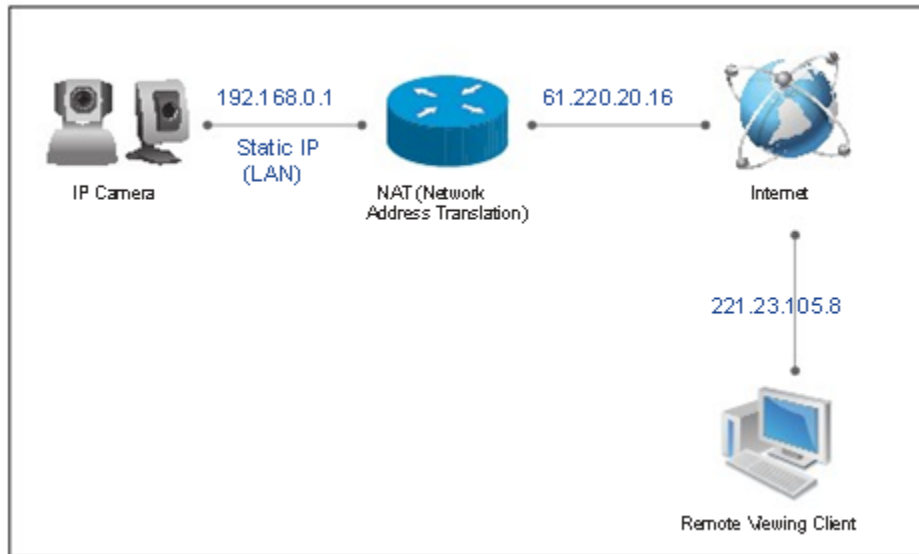 192.168.0.1
Static IP
(LAN)
IP Camera
NAT (Network
Address Translation)
61.220.20.16
Internet
221.23.105.8
Remote Viewing Client